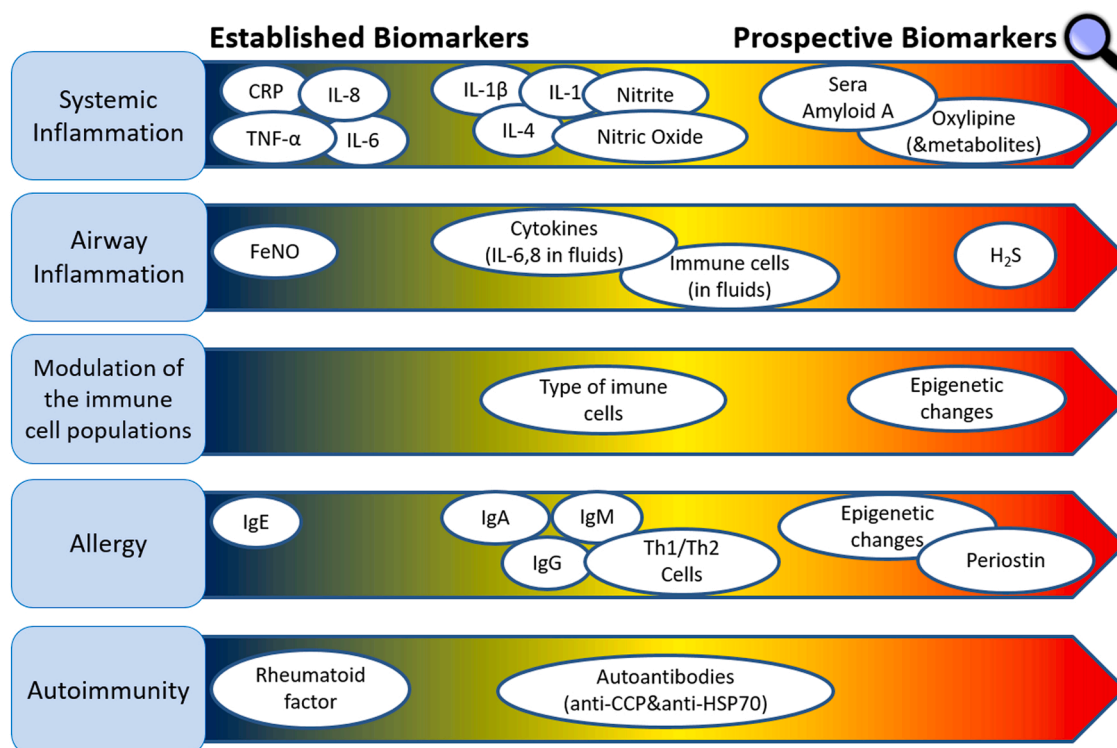 Established Biomarkers
Prospective Biomarkers
Systemic
Inflammation
CRP
IL-8
TNF-α
IL-6
IL-1β
IL-1
Nitrite
IL-4
Nitric Oxide
Sera
Amyloid A
Oxylipine
(&metabolites)
Airway
Inflammation
FeNO
Cytokines
(IL-6,8 in fluids)
Immune cells
(in fluids)
H₂S
Modulation of
the immune
cell populations
Type of imune
cells
Epigenetic
changes
Allergy
IgE
IgA
IgM
IgG
Th1/Th2
Cells
Epigenetic
changes
Periostin
Autoimmunity
Rheumatoid
factor
Autoantibodies
(anti-CCP&anti-HSP70)